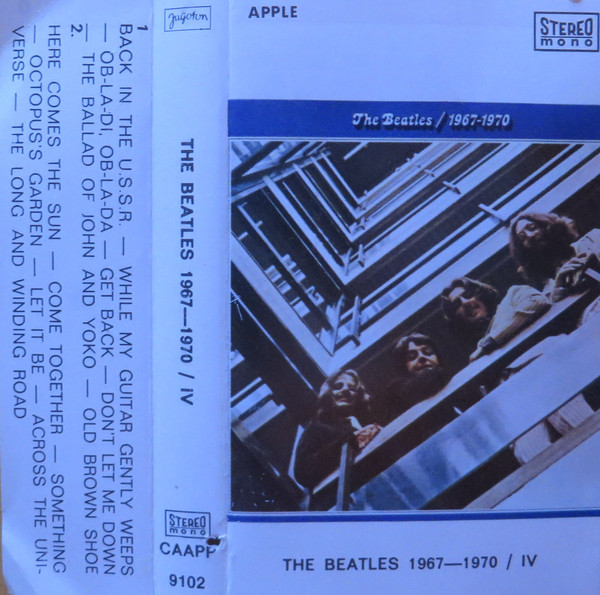 1
BACK IN THE U.S.S.R. — WHILE MY GUITAR GENTLY WEEPS
— OB-LA-DI, OB-LA-DA — GET BACK — DON'T LET ME DOWN
— THE BALLAD OF JOHN AND YOKO — OLD BROWN SHOE
2.
HERE COMES THE SUN — COME TOGETHER — SOMETHING
— OCTOPUS'S GARDEN — LET IT BE — ACROSS THE UNI-
VERSE — THE LONG AND WINDING ROAD
Jugoton
THE BEATLES 1967—1970 / IV
STEREO
mono
CAAPP
9102
APPLE
STEREO
mono
The Beatles / 1967-1970
THE BEATLES 1967—1970 / IV